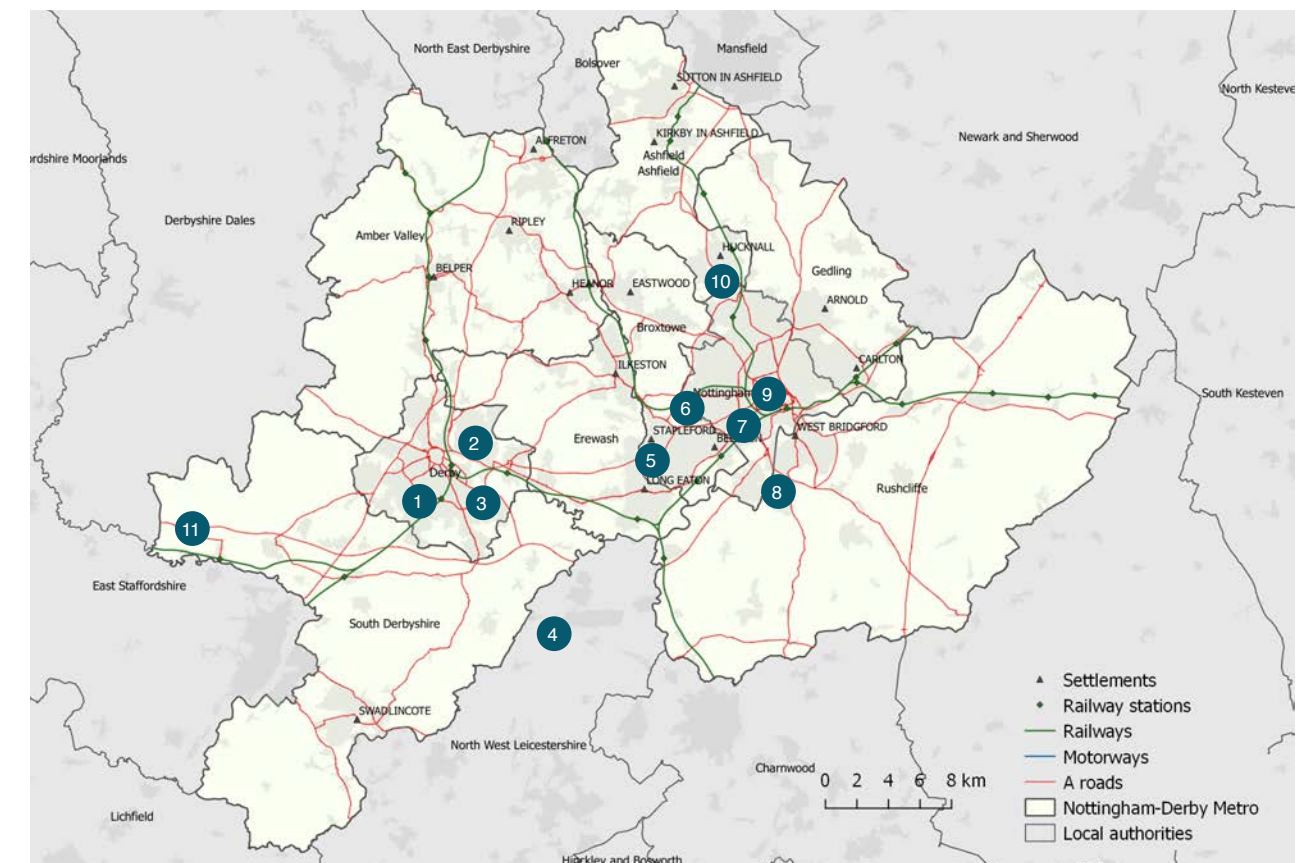 North East Derbyshire
Mansfield
Bolsover
SUTTON IN ASHFIELD
North Kesteve
KIRKBY IN ASHFIELD
Newark and Sherwood
ALFRETON
Ashfield
Ashfield
ordshire Moorlands
Derbyshire Dales
RIPLEY
Amber Valley
HUCKNALL
BELPER
Gedling
10
HEANOR
EASTWOOD
ARNOLD
Broxtowe
CARLTON
ILKESTON
Nottingham
9
South Kesteven
6
7
STAPLEFORD
WEST BRIDGFORD
2
Erewash
5
Derby
LONG EATON
8
Rushcliffe
1
3
11
East Staffordshire
South Derbyshire
4
SWADLINCOTE
North West Leicestershire
Charnwood
Lichfield
Hinckley and Bosworth
0 2 4 6 8 km
Settlements
Railway stations
Railways
Motorways
A roads
Nottingham-Derby Metro
Local authorities